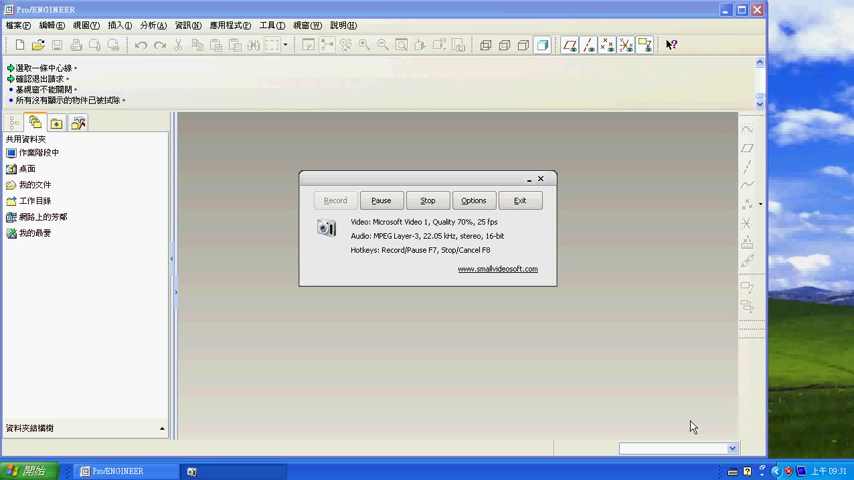 Pro/ENGINEER
檔案(F) 編輯(E) 視圖(V) 插入(I) 分析(A) 資訊(N) 應用程式(P) 工具(T) 視窗(W) 說明(H)
選取一條中心線。
確認退出請求。
基視窗不能關閉。
所有沒有顯示的物件已被拭除。
共用資料夾
作業階段中
桌面
我的文件
工作目錄
網路上的芳鄰
我的最愛
Record Pause Stop Options Exit
Video: Microsoft Video 1, Quality 70%, 25 fps
Audio: MPEG Layer-3, 22.05 kHz, stereo, 16-bit
Hotkeys: Record/Pause F7, Stop/Cancel F8
www.smallvideosoft.com
資料夾結構樹
開始 Pro/ENGINEER 上午 09:31